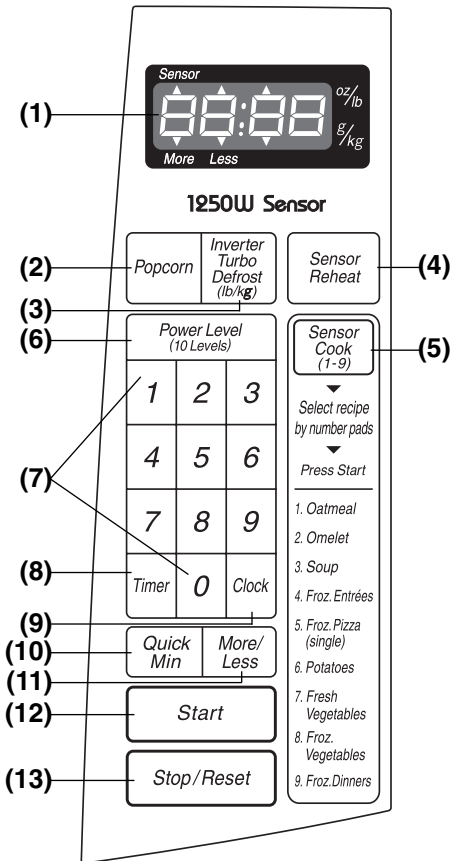 Sensor
(1)
88:88
oz/lb
g/kg
More Less
1250W Sensor
(2)
Popcorn
Inverter
Turbo
Defrost
(lb/kg)
(3)
Sensor
Reheat
(4)
(6)
Power Level
(10 Levels)
Sensor
Cook
(1-9)
(5)
1 2 3
4 5 6
(7)
7 8 9
(8)
Timer 0 Clock
(9)
Select recipe
by number pads
Press Start
1. Oatmeal
2. Omelet
3. Soup
4. Froz. Entrées
5. Froz. Pizza
(single)
6. Potatoes
7. Fresh
Vegetables
8. Froz.
Vegetables
9. Froz. Dinners
(10)
Quick
Min
More/
Less
(11)
(12)
Start
(13)
Stop/Reset